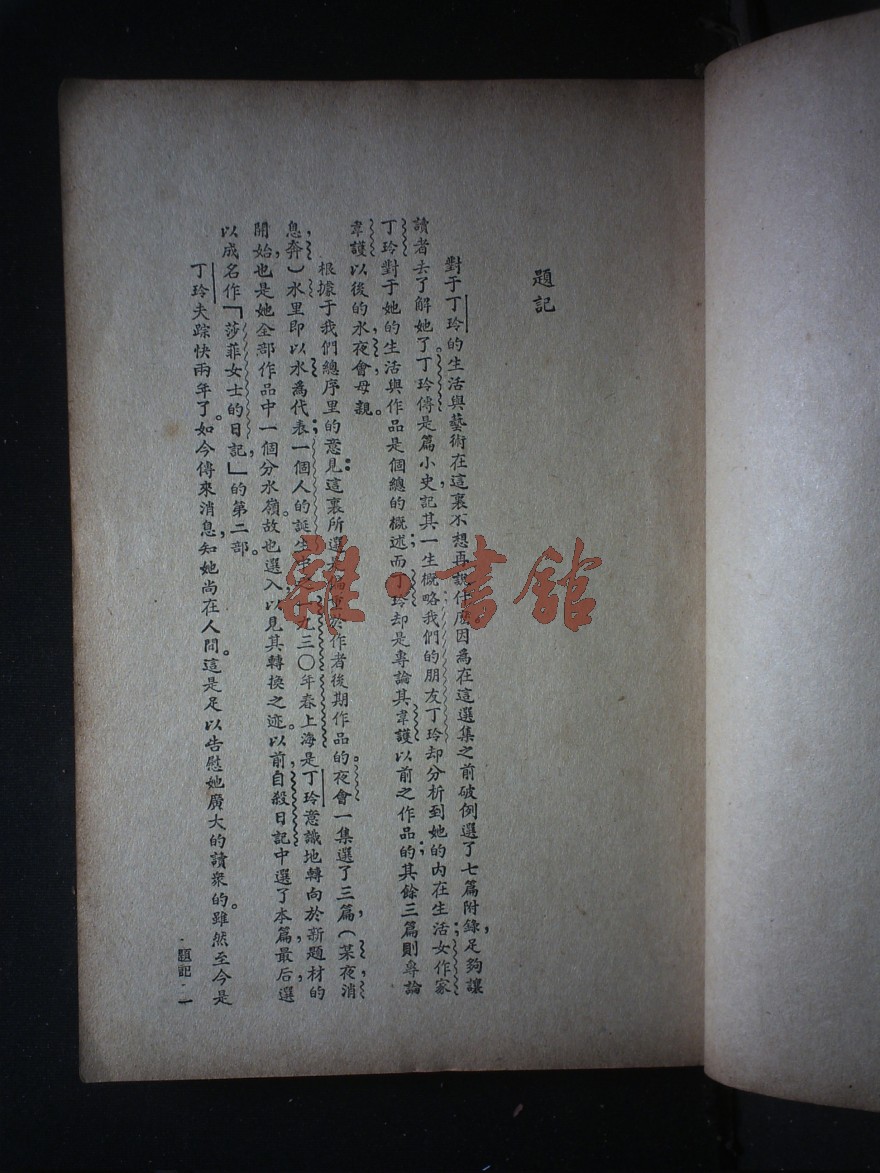 題記
對于丁玲的生活與藝術在這裏不想再說什麽因爲在這選集之前破例選了七篇附錄，足夠讓
讀者去了解她了。丁玲傳是篇小史，記其一生概略，我們的朋友丁玲却分析到她的內在生活；女作家
丁玲對于她的生活與作品是個總的概述；而丁玲却是專論其韋護以前之作品的；其餘三篇則專論
韋護以後的水，夜會，母親。
根據于我們總序里的意見：這裏所選是偏重於作者後期作品的。夜會一集選了三篇，（某夜，消
息，奔）水里即以水爲代表；一個人的誕生中之一九三〇年春上海是丁玲意識地轉向於新題材的
開始，也是她全部作品中一個分水嶺。故也選入，以見其轉換之迹。以前，自殺日記中選了本篇，最后選
以成名作「莎菲女士的日記，」的第二部。
丁玲失踪快兩年了。如今傳來消息，知她尚在人間。這是足以告慰她廣大的讀衆的。雖然至今是
·題記·一
雜·書館